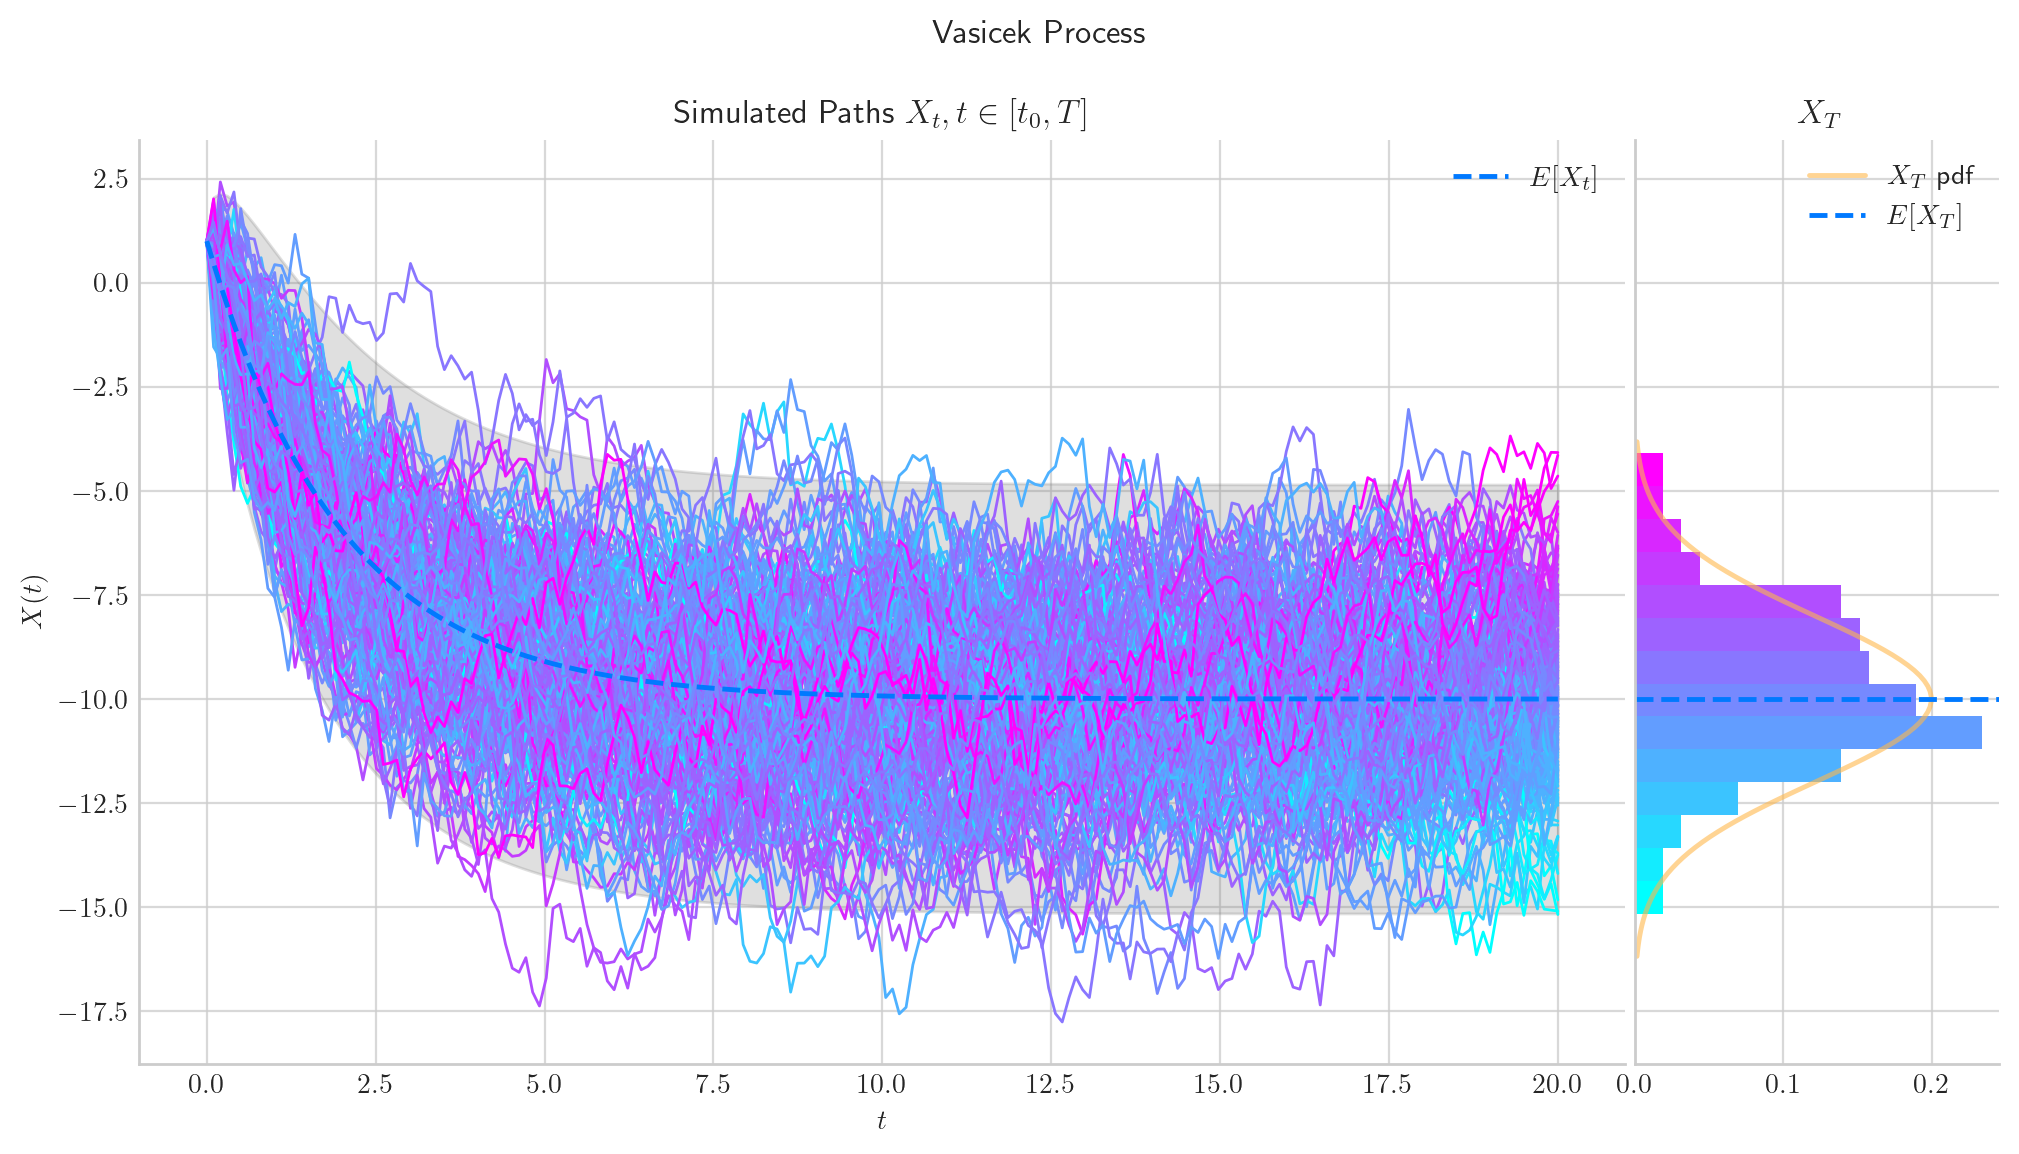 Vasicek Process
Simulated Paths $X_t, t \in [t_0, T]$
$X_T$
$E[X_t]$
$X_T$ pdf
$E[X_T]$
$X(t)$
2.5
0.0
−2.5
−5.0
−7.5
−10.0
−12.5
−15.0
−17.5
0.0 2.5 5.0 7.5 10.0 12.5 15.0 17.5 20.0
0.0 0.1 0.2
$t$